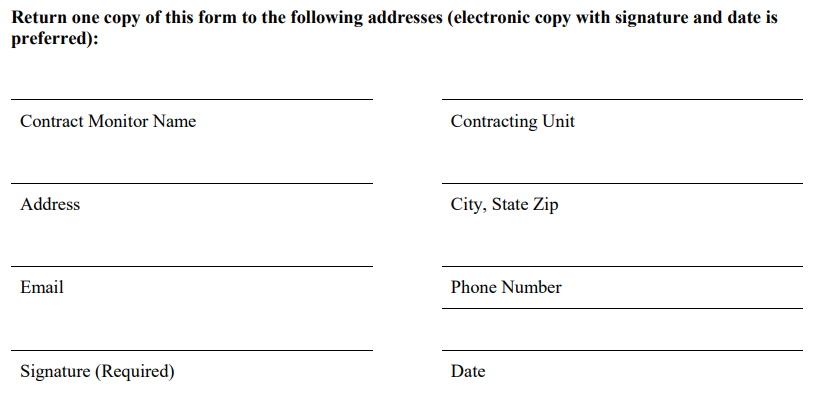 Return one copy of this form to the following addresses (electronic copy with signature and date is
preferred):
Contract Monitor Name
Contracting Unit
Address
City, State Zip
Email
Phone Number
Signature (Required)
Date